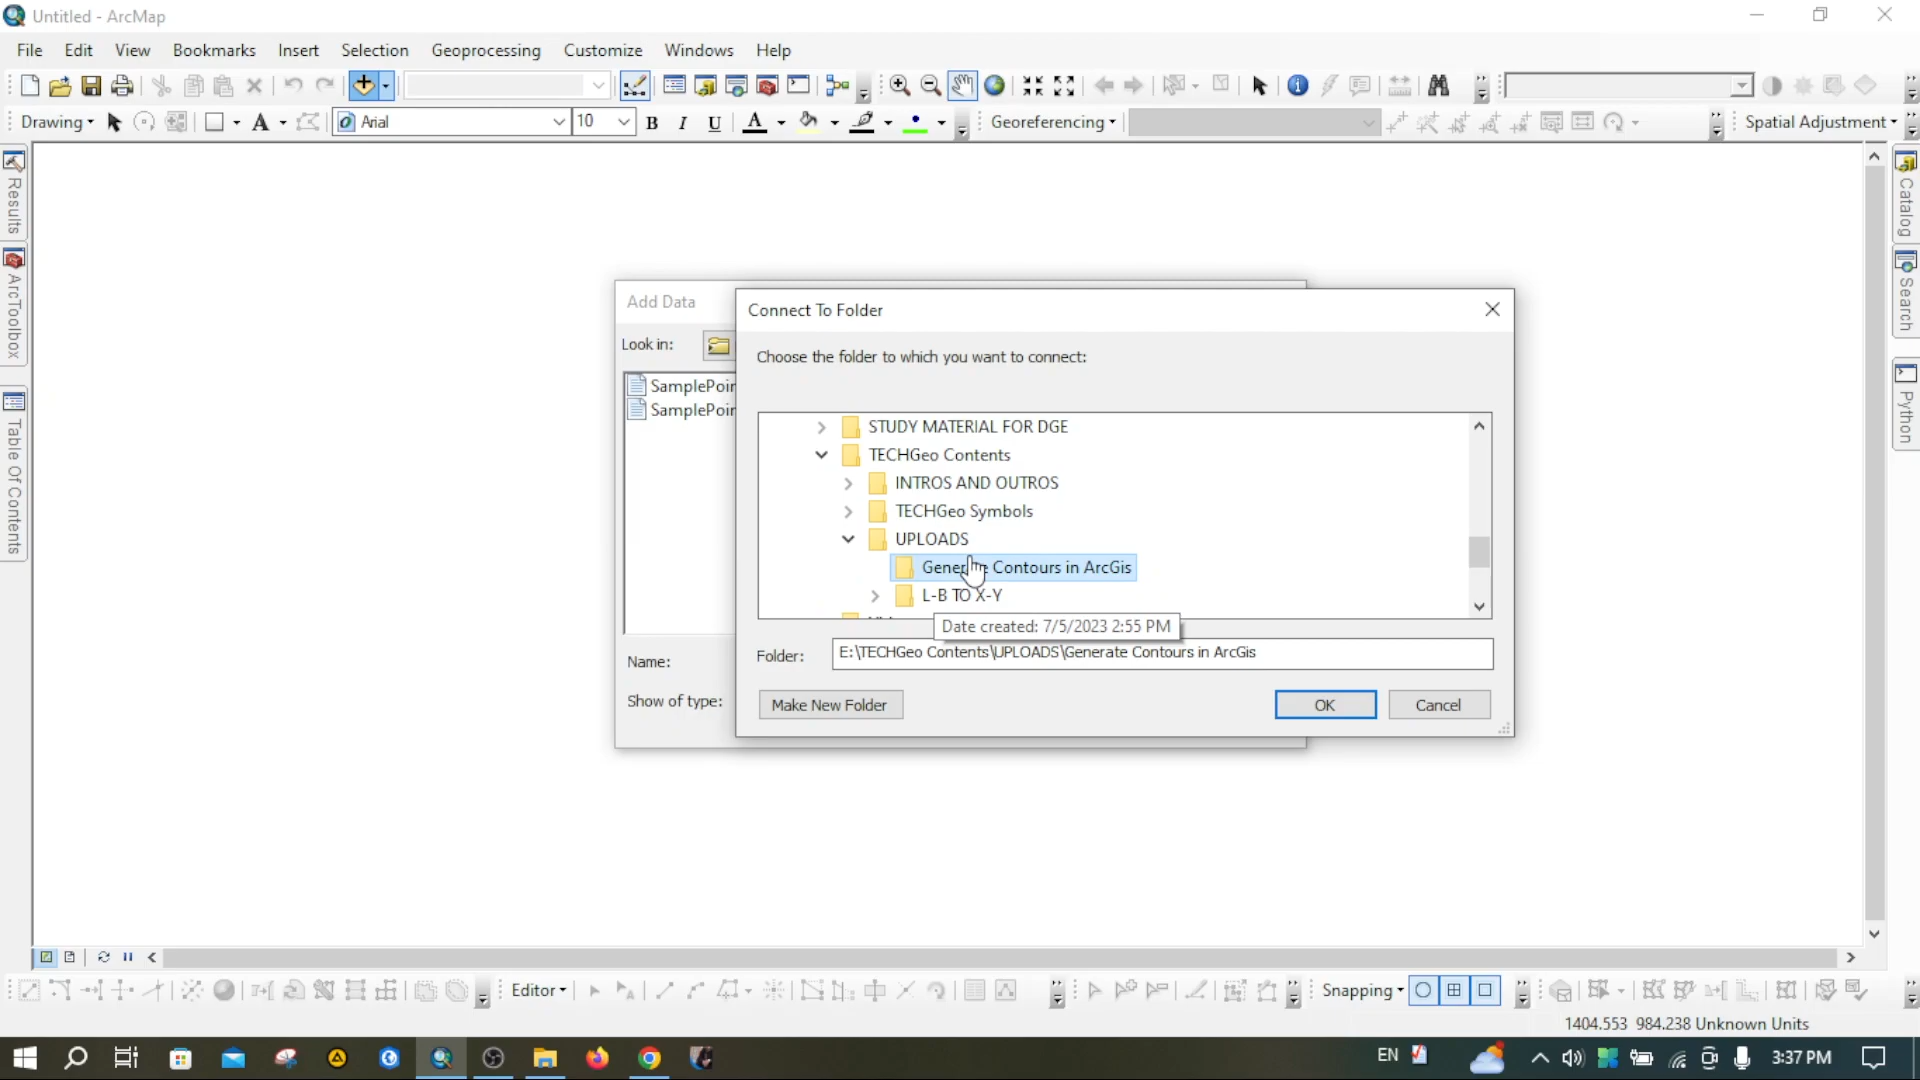 Untitled - ArcMap
File Edit View Bookmarks Insert Selection Geoprocessing Customize Windows Help
Drawing Arial 10 B I U A Georeferencing Spatial Adjustment
Results
ArcToolbox
Table Of Contents
Catalog
Search
Python
Add Data
Look in:
SamplePoin
SamplePoin
Name:
Show of type:
Connect To Folder
Choose the folder to which you want to connect:
STUDY MATERIAL FOR DGE
TECHGeo Contents
INTROS AND OUTROS
TECHGeo Symbols
UPLOADS
Generate Contours in ArcGis
L-B TO X-Y
Date created: 7/5/2023 2:55 PM
Folder: E:\TECHGeo Contents\UPLOADS\Generate Contours in ArcGis
Make New Folder OK Cancel
Editor Snapping
1404.553 984.238 Unknown Units
EN 3:37 PM